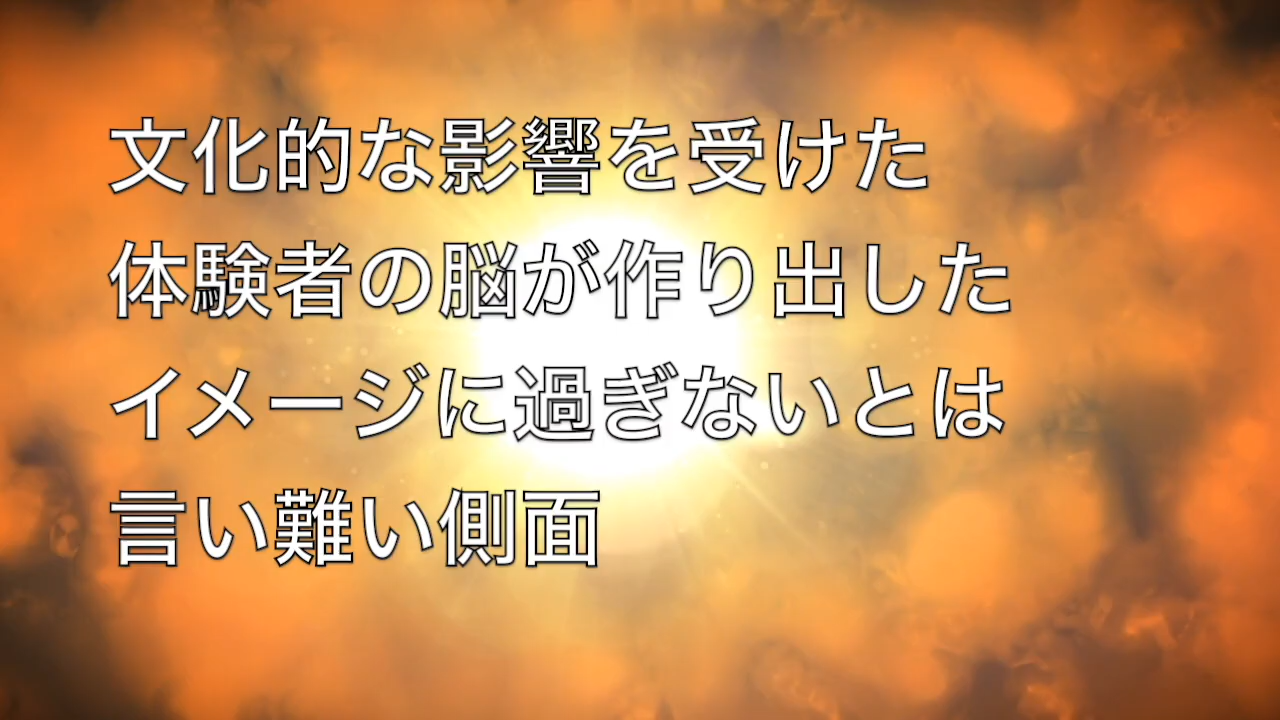 文化的な影響を受けた
体験者の脳が作り出した
イメージに過ぎないとは
言い難い側面